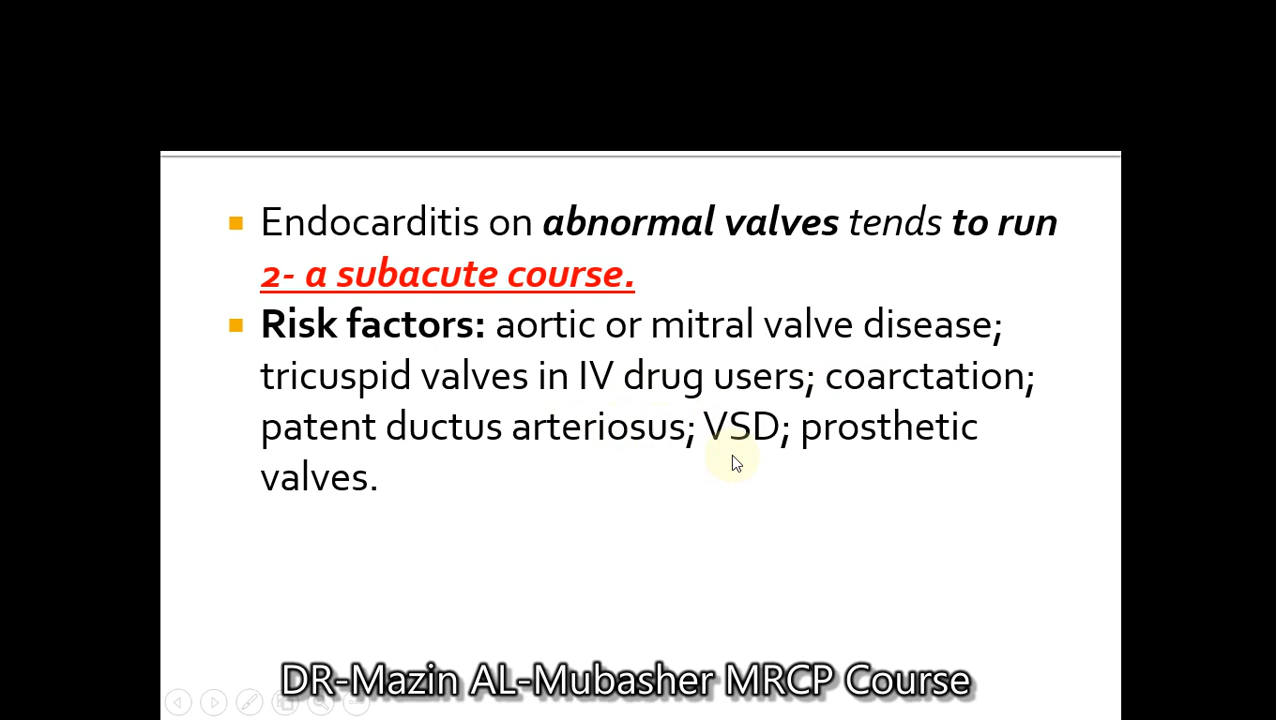 Endocarditis on abnormal valves tends to run
2- a subacute course.
Risk factors: aortic or mitral valve disease;
tricuspid valves in IV drug users; coarctation;
patent ductus arteriosus; VSD; prosthetic
valves.
DR-Mazin AL-Mubasher MRCP Course